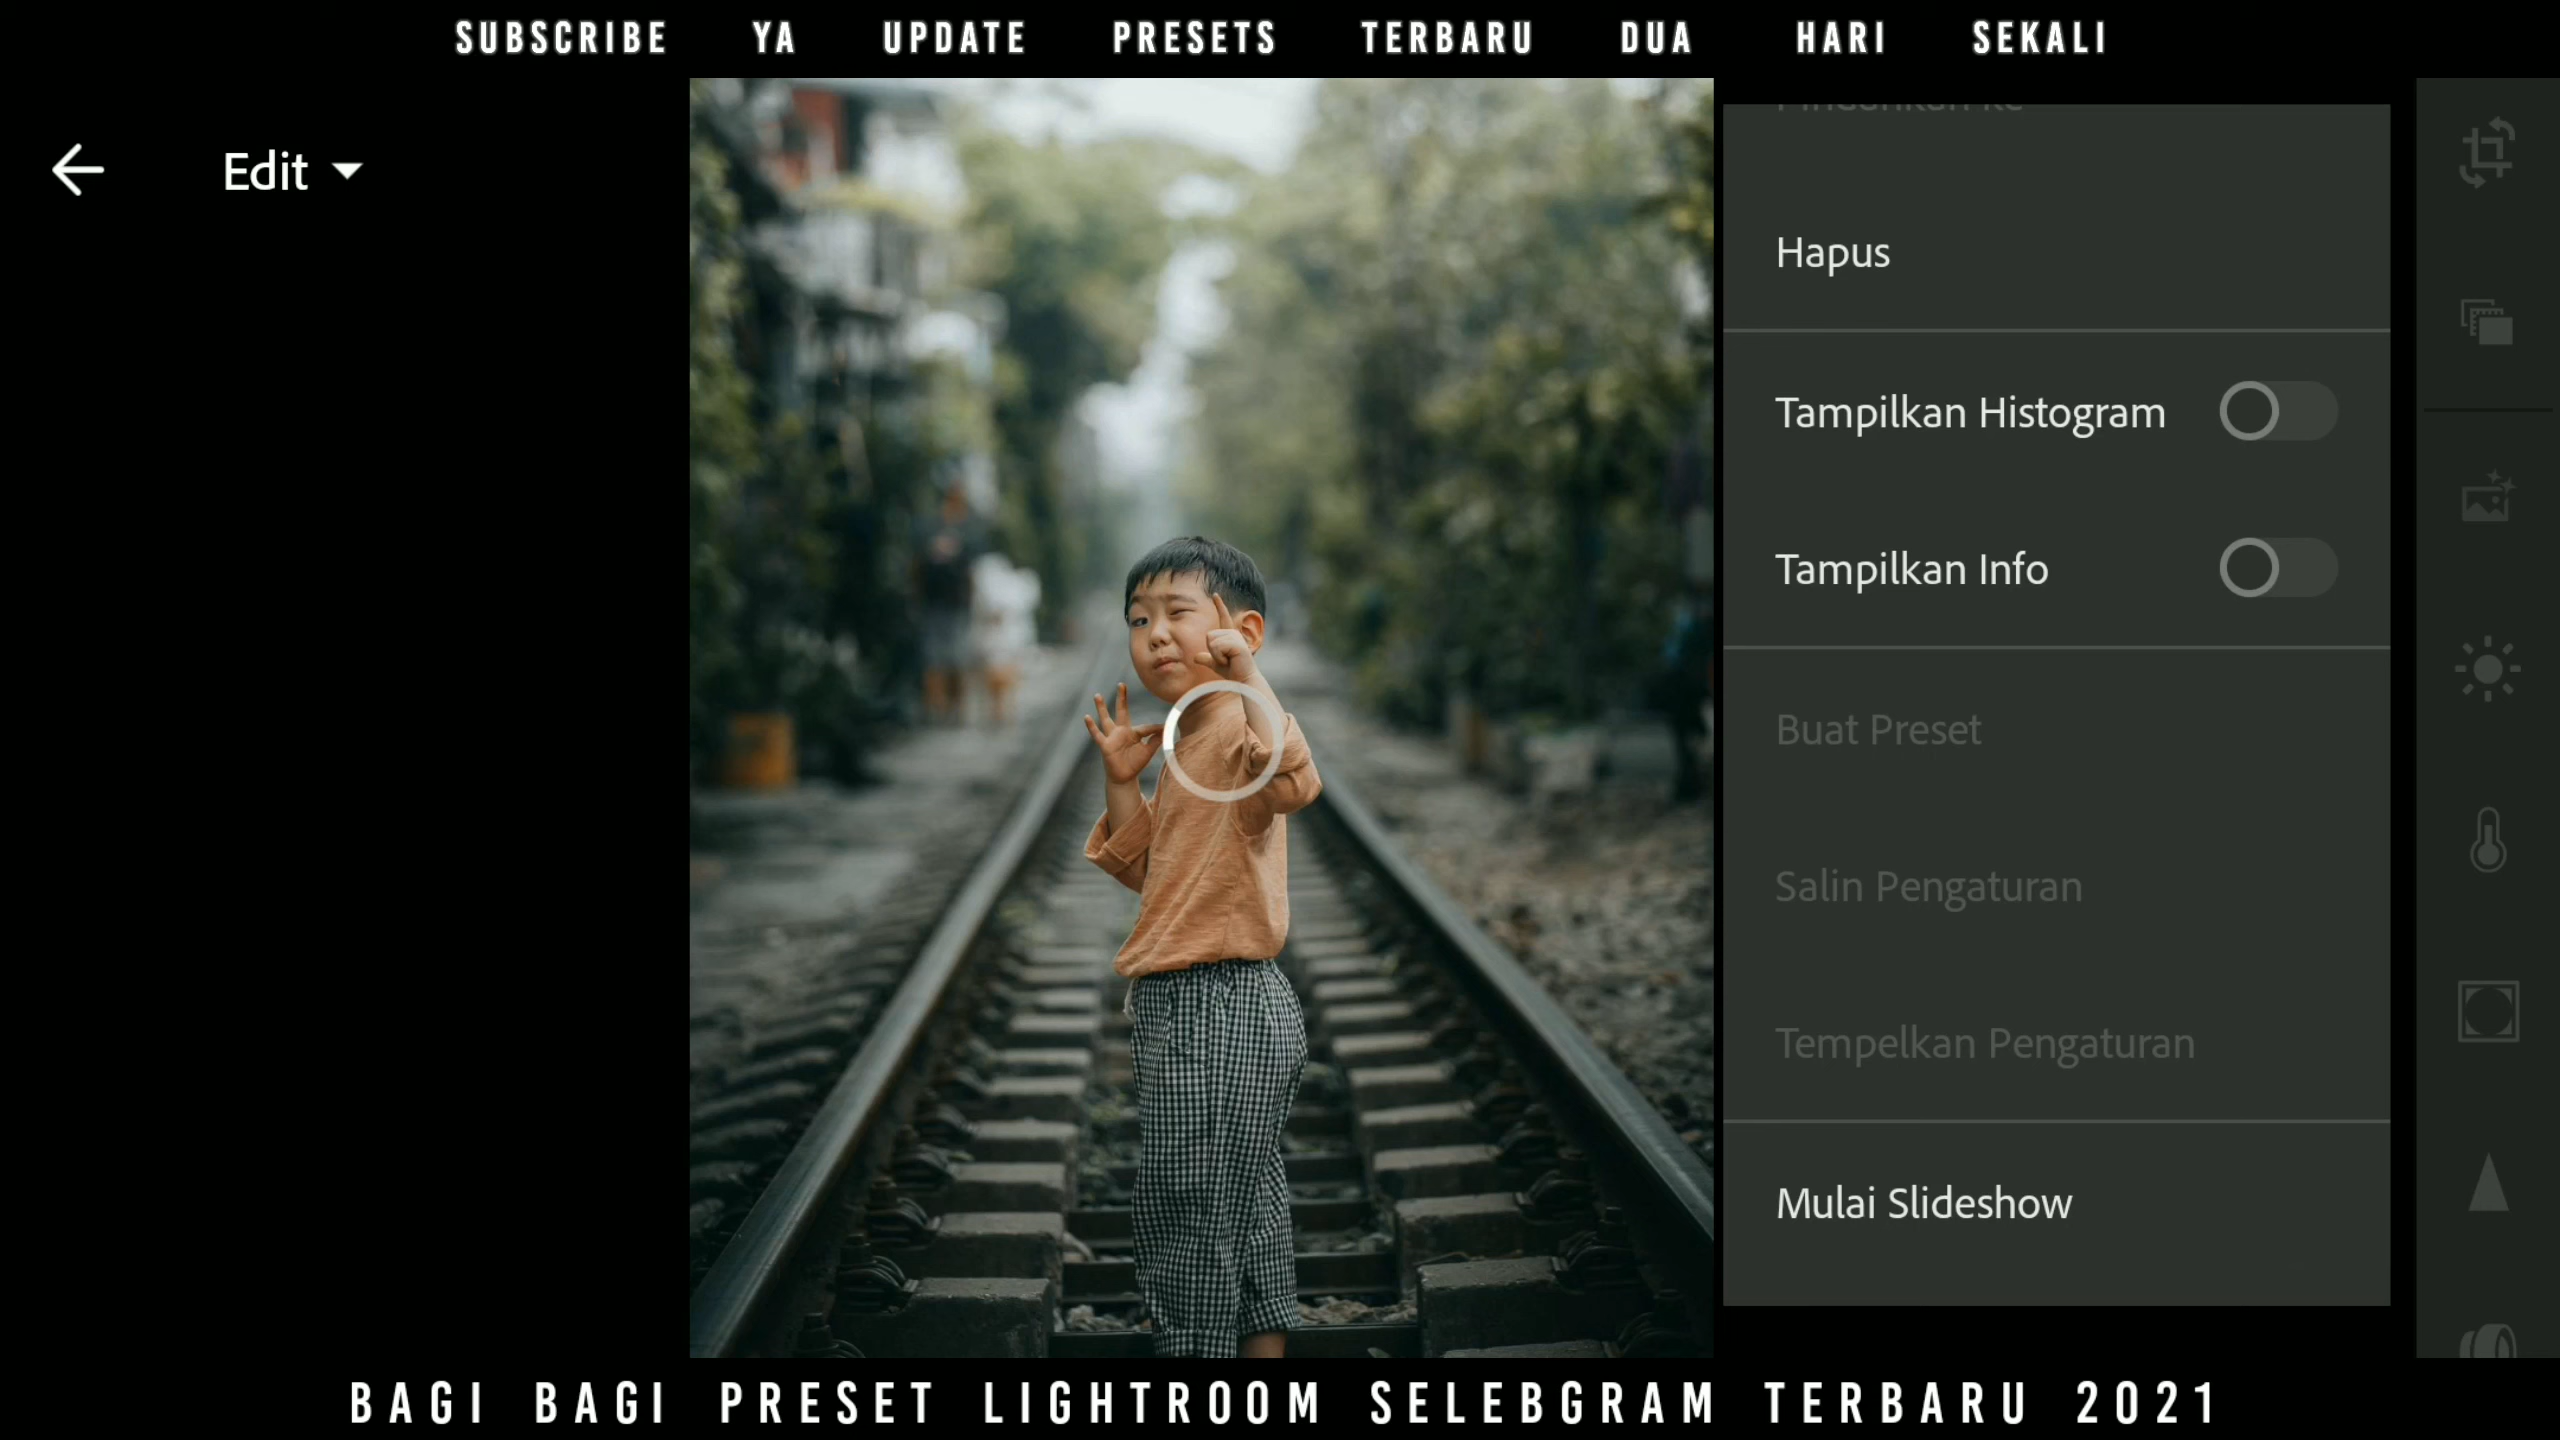 SUBSCRIBE YA UPDATE PRESETS TERBARU DUA HARI SEKALI
Edit
Hapus
Tampilkan Histogram
Tampilkan Info
Buat Preset
Salin Pengaturan
Tempelkan Pengaturan
Mulai Slideshow
BAGI BAGI PRESET LIGHTROOM SELEBGRAM TERBARU 2021